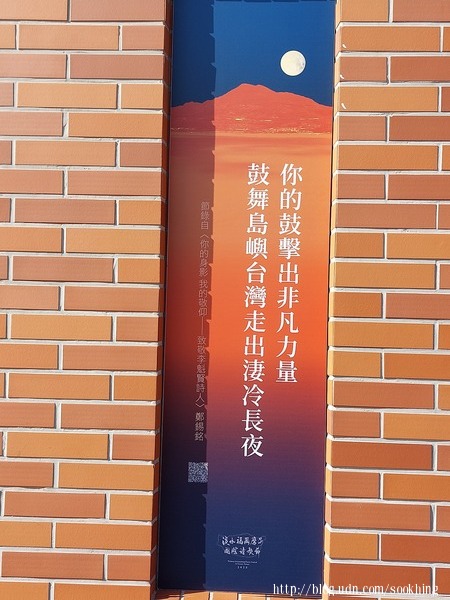 你的鼓擊出非凡力量
鼓舞島嶼台灣走出淒冷長夜
節錄自〈你的身影 我的敬仰——致敬李魁賢詩人〉鄭錫銘
淡水福爾摩莎
國際詩歌節
http://blog.udn.com/sookhing